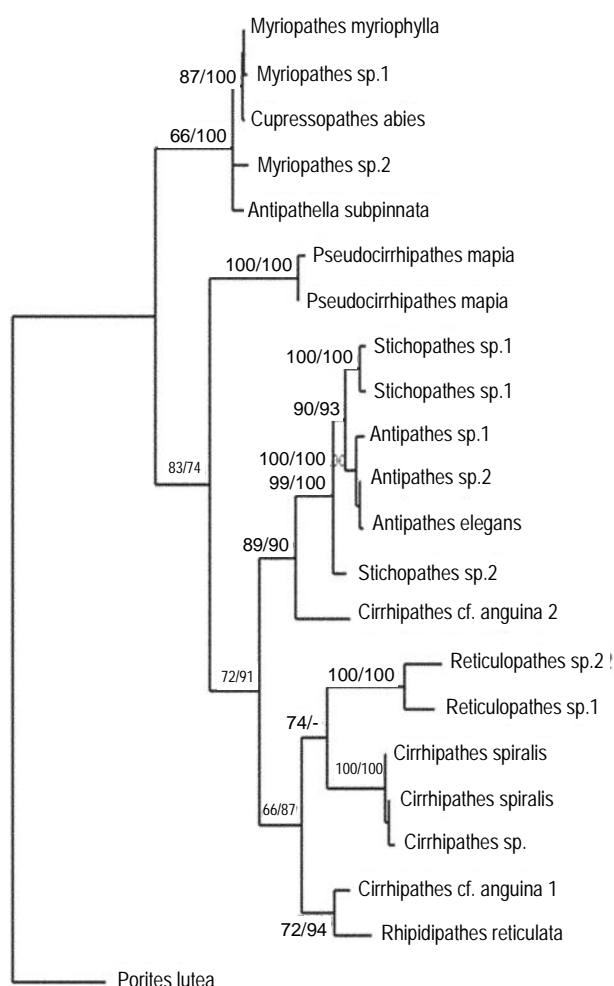 Myriopathes myriophylla
87/100
Myriopathes sp.1
Cupressopathes abies
66/100
Myriopathes sp.2
Antipathella subpinnata
Pseudocirrhipathes mapia
100/100
Pseudocirrhipathes mapia
Stichopathes sp.1
100/100
Stichopathes sp.1
90/93
Antipathes sp.1
100/100
83/74
Antipathes sp.2
99/100
Antipathes elegans
89/90
Stichopathes sp.2
Cirrhipathes cf. anguina 2
Reticulopathes sp.2
72/91
100/100
Reticulopathes sp.1
74/-
Cirrhipathes spiralis
100/100
Cirrhipathes spiralis
66/87
Cirrhipathes sp.
Cirrhipathes cf. anguina 1
72/94
Rhipidipathes reticulata
Porites lutea